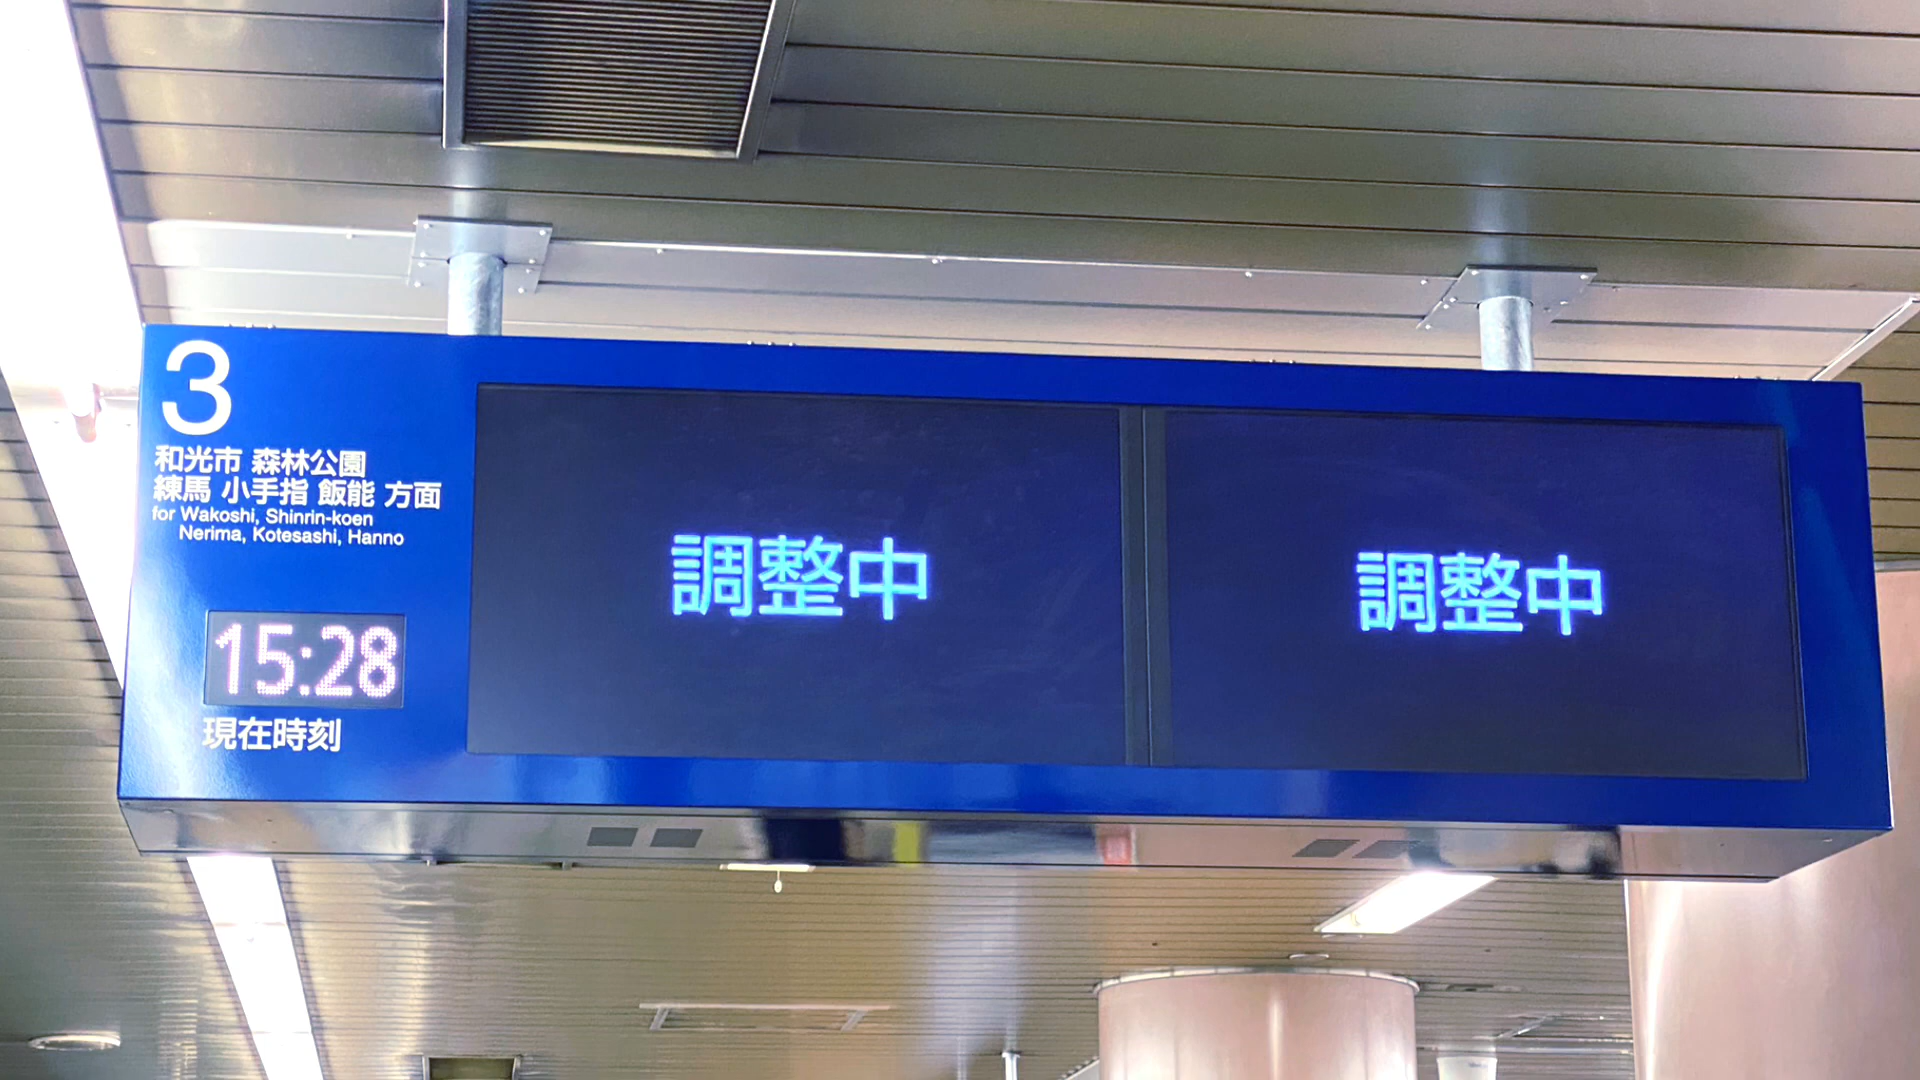 3
和光市 森林公園
練馬 小手指 飯能 方面
for Wakoshi, Shinrin-koen
Nerima, Kotesashi, Hanno
15:28
現在時刻
調整中
調整中